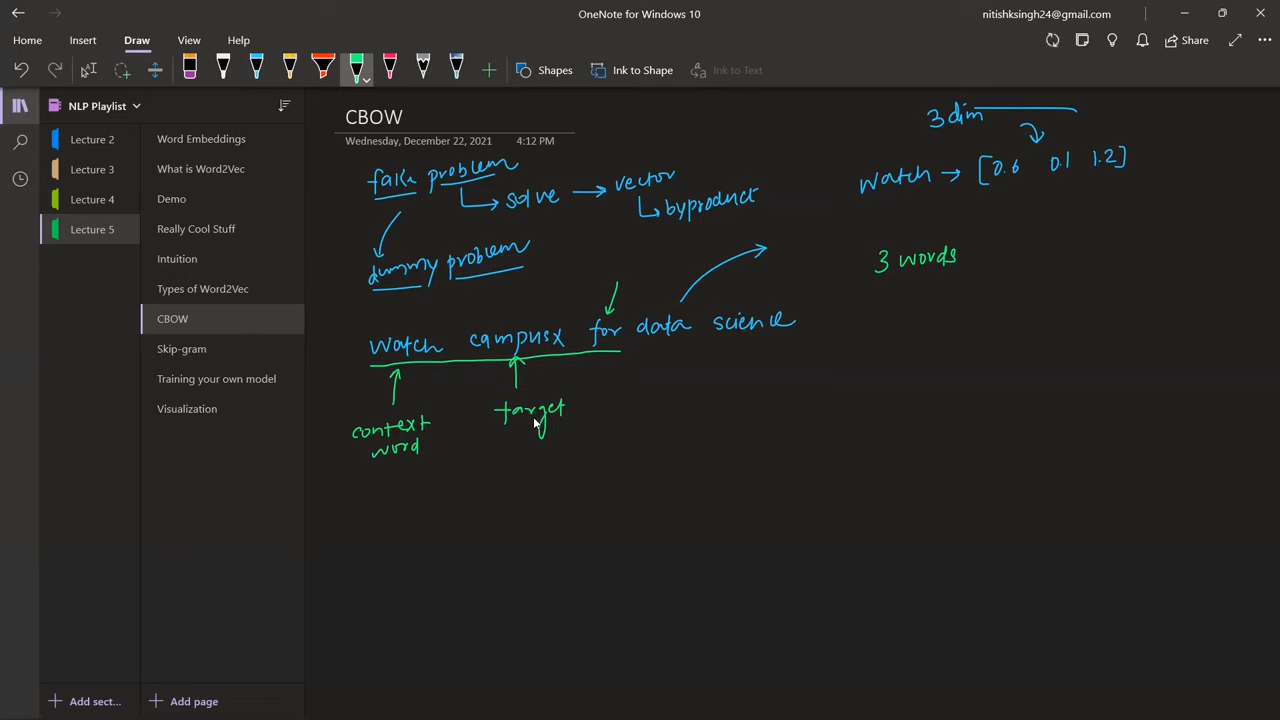 OneNote for Windows 10
nitishksingh24@gmail.com
Home Insert Draw View Help
Share
Shapes Ink to Shape Ink to Text
NLP Playlist
Lecture 2
Lecture 3
Lecture 4
Lecture 5
Word Embeddings
What is Word2Vec
Demo
Really Cool Stuff
Intuition
Types of Word2Vec
CBOW
Skip-gram
Training your own model
Visualization
Add sect...
Add page
CBOW
Wednesday, December 22, 2021 4:12 PM
fake problem
solve
vector
byproduct
dummy problem
3 dim
watch → [0.6 0.1 1.2]
3 words
watch campusx for data science
context
word
target